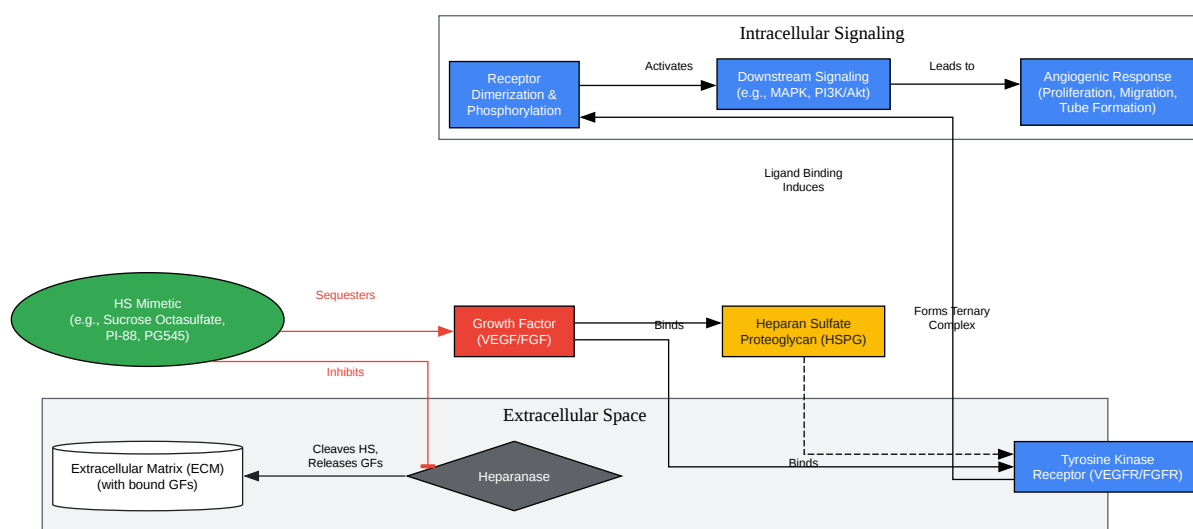 Intracellular Signaling
Receptor
Dimerization &
Phosphorylation
Activates
Downstream Signaling
(e.g., MAPK, PI3K/Akt)
Leads to
Angiogenic Response
(Proliferation, Migration,
Tube Formation)
Ligand Binding
Induces
HS Mimetic
(e.g., Sucrose Octasulfate,
PI-88, PG545)
Sequesters
Inhibits
Growth Factor
(VEGF/FGF)
Binds
Heparan Sulfate
Proteoglycan (HSPG)
Forms Ternary
Complex
Extracellular Space
Extracellular Matrix (ECM)
(with bound GFs)
Cleaves HS,
Releases GFs
Heparanase
Binds
Tyrosine Kinase
Receptor (VEGFR/FGFR)